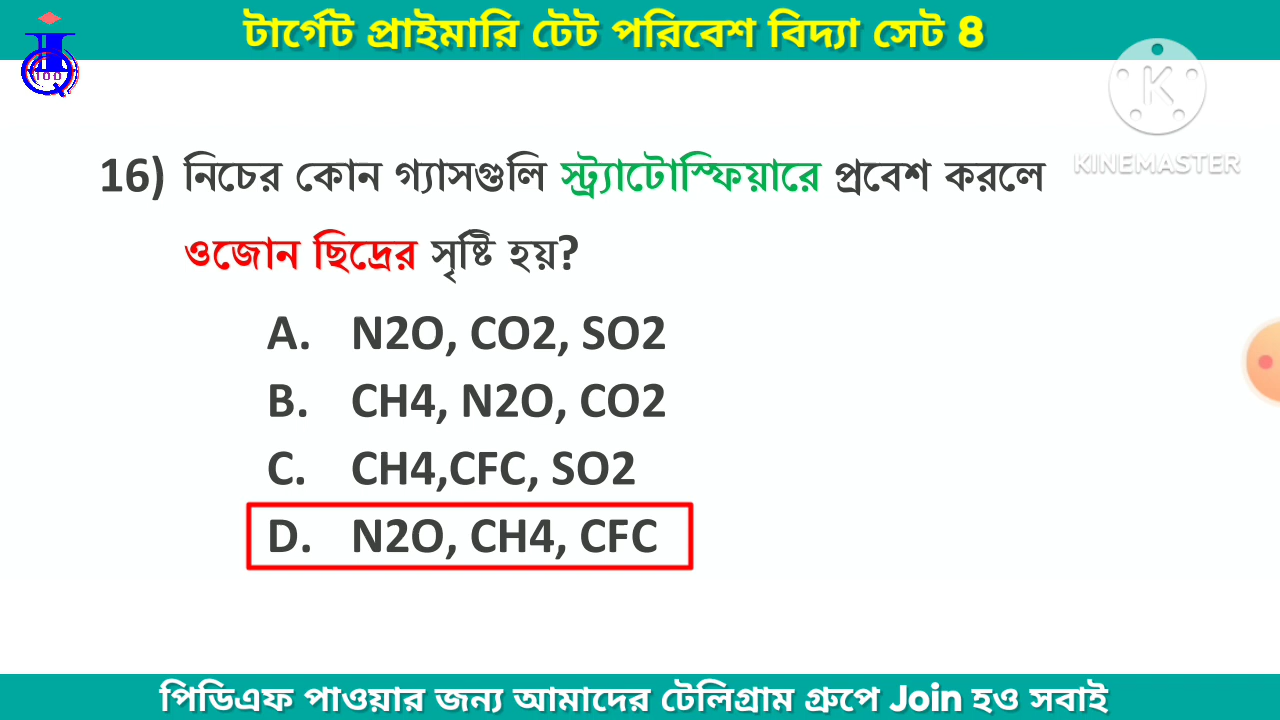 টার্গেট প্রাইমারি টেট পরিবেশ বিদ্যা সেট 8
100
Q
K
KINEMASTER
16) নিচের কোন গ্যাসগুলি স্ট্র্যাটোস্ফিয়ারে প্রবেশ করলে
ওজোন ছিদ্রের সৃষ্টি হয়?
A. N2O, CO2, SO2
B. CH4, N2O, CO2
C. CH4,CFC, SO2
D. N2O, CH4, CFC
পিডিএফ পাওয়ার জন্য আমাদের টেলিগ্রাম গ্রুপে Join হও সবাই